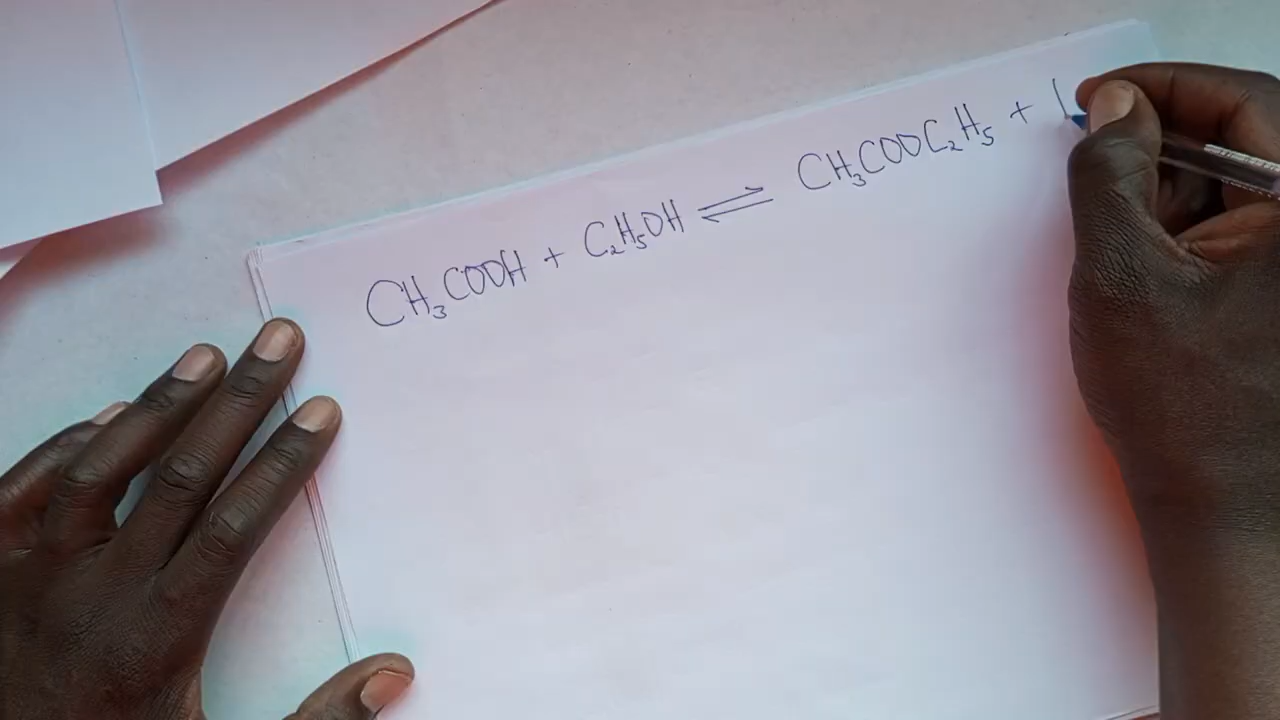 CH₃COOH + C₂H₅OH ⇌ CH₃COOC₂H₅ +